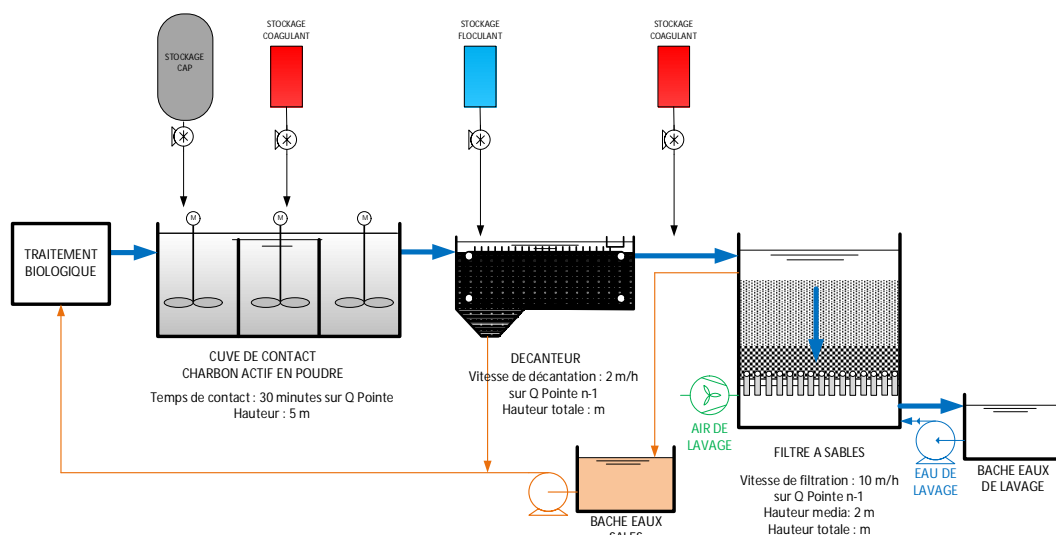 STOCKAGE
CAP
STOCKAGE
COAGULANT
STOCKAGE
FLOCULANT
STOCKAGE
COAGULANT
TRAITEMENT
BIOLOGIQUE
M
M
M
CUVE DE CONTACT
CHARBON ACTIF EN POUDRE
Temps de contact : 30 minutes sur Q Pointe
Hauteur : 5 m
DECANTEUR
Vitesse de décantation : 2 m/h
sur Q Pointe n-1
Hauteur totale : m
AIR DE
LAVAGE
FILTRE A SABLES
Vitesse de filtration : 10 m/h
sur Q Pointe n-1
Hauteur media: 2 m
Hauteur totale : m
EAU DE
LAVAGE
BACHE EAUX
DE LAVAGE
BACHE EAUX
SALES